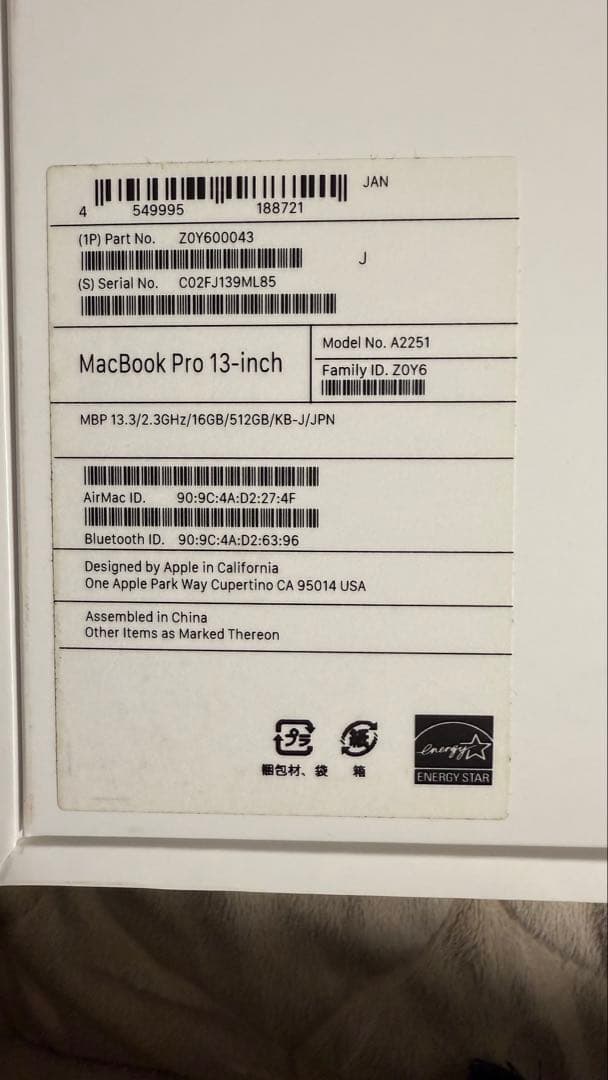 JAN
4 549995 188721
(1P) Part No. Z0Y600043
J
(S) Serial No. C02FJ139ML85
MacBook Pro 13-inch
Model No. A2251
Family ID. Z0Y6
MBP 13.3/2.3GHz/16GB/512GB/KB-J/JPN
AirMac ID. 90:9C:4A:D2:27:4F
Bluetooth ID. 90:9C:4A:D2:63:96
Designed by Apple in California
One Apple Park Way Cupertino CA 95014 USA
Assembled in China
Other Items as Marked Thereon
プラ 紙
梱包材、袋 箱
energy
ENERGY STAR